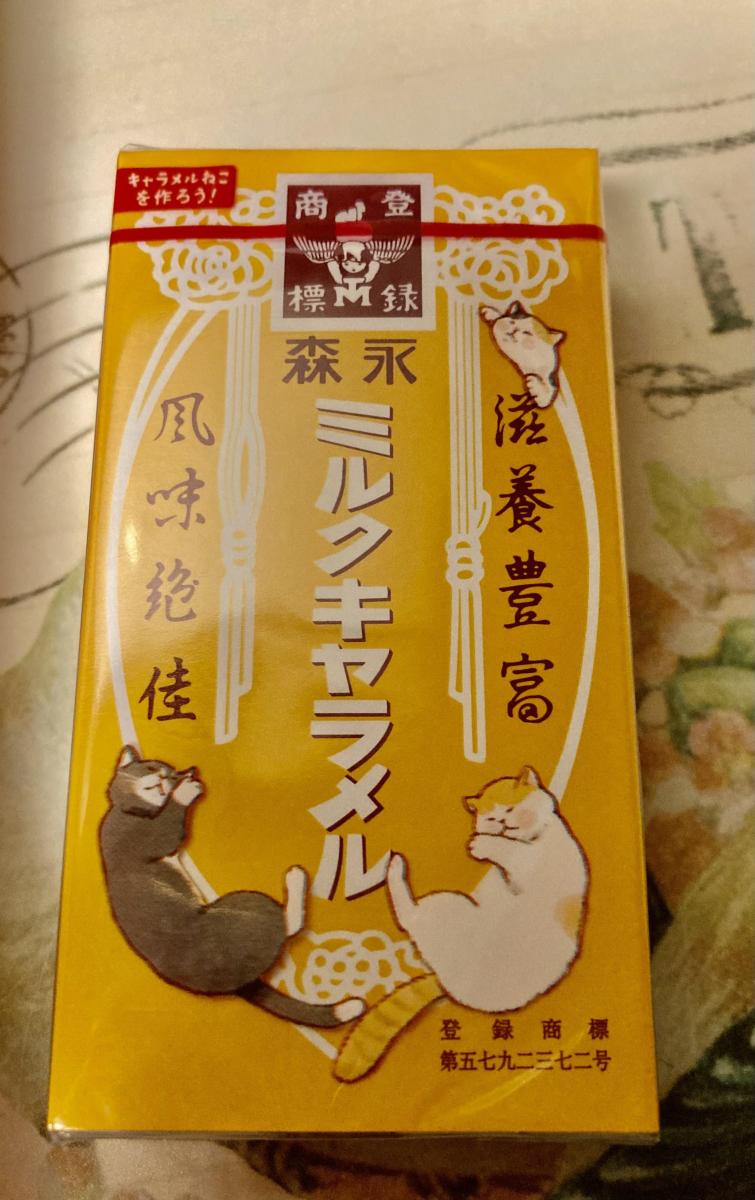 キャラメルねこ
を作ろう!
登録
商標
森永
ミルクキャラメル
滋養豊富
風味絶佳
登録商標
第五七九二三七二号